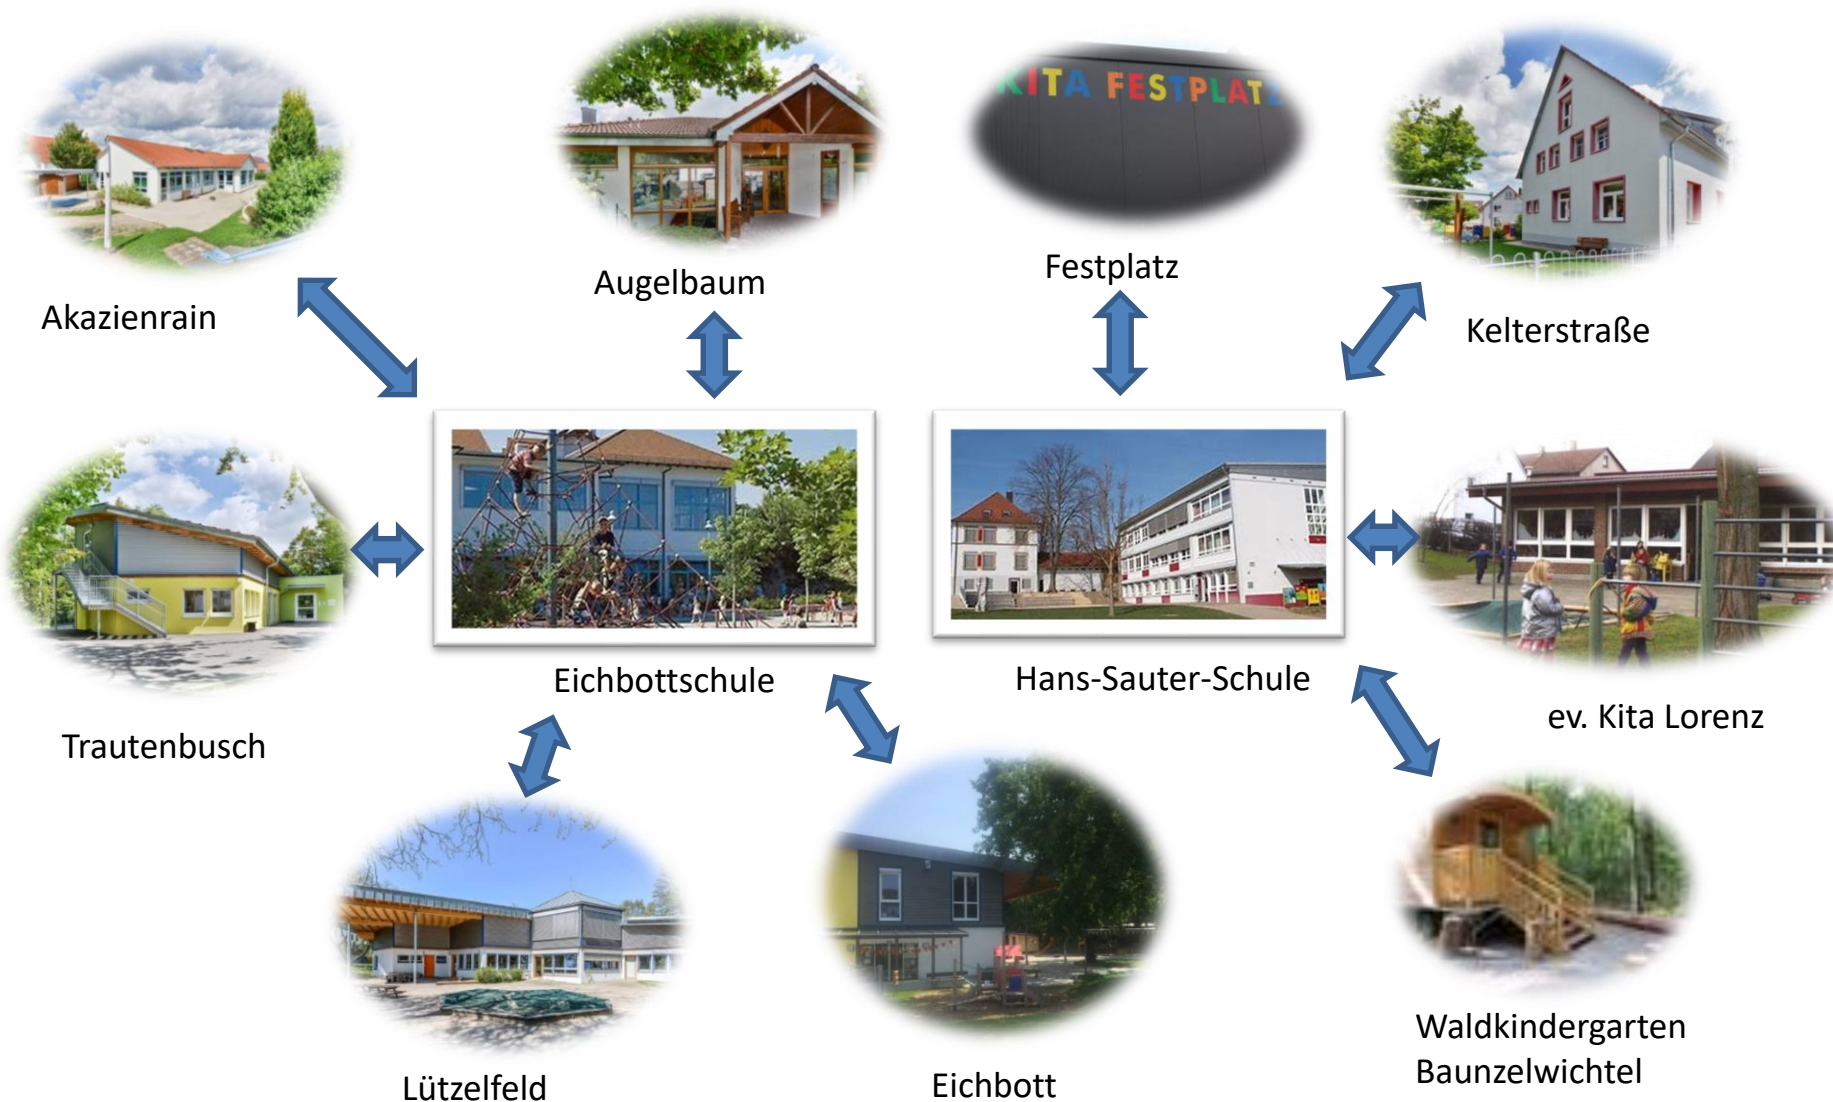 KITA FESTPLATZ
Akazienrain
Augelbaum
Festplatz
Kelterstraße
Trautenbusch
Eichbottschule
Hans-Sauter-Schule
ev. Kita Lorenz
Lützelfeld
Eichbott
Waldkindergarten
Baunzelwichtel